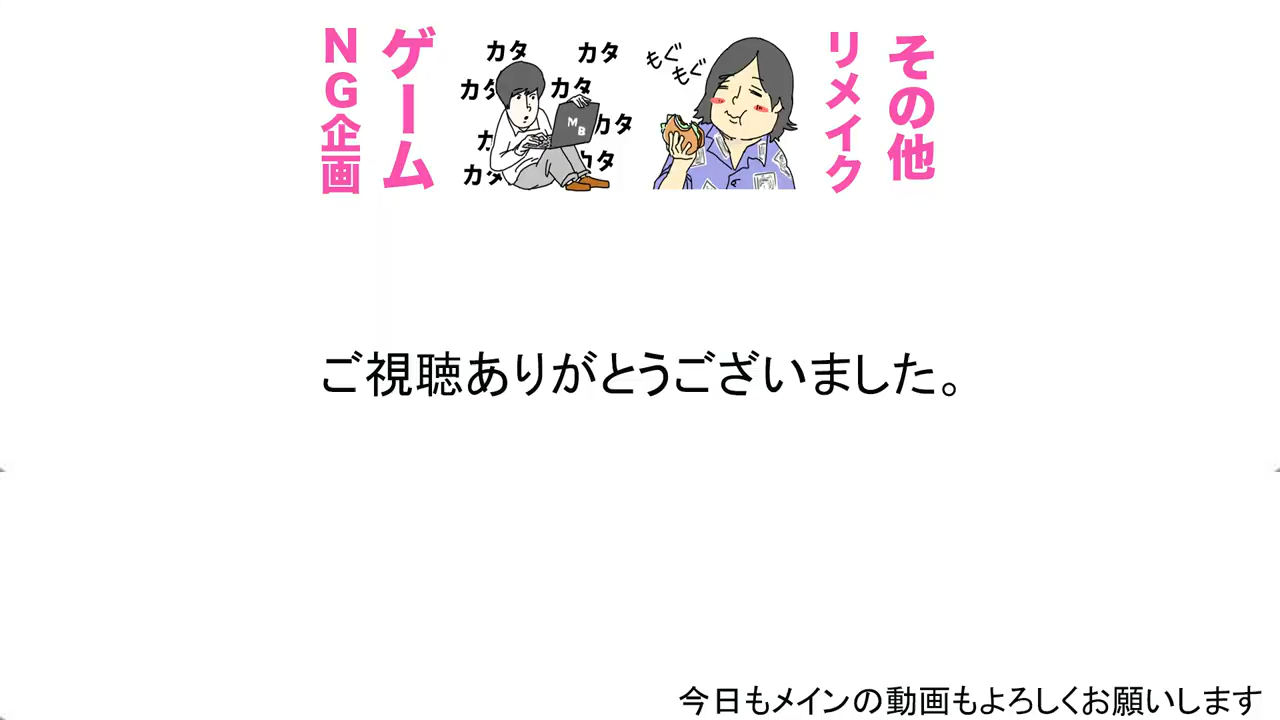 ゲーム
NG企画
カタ
カタ
カタ
カタ
カタ
カタ
カタ
カタ
MB
もぐ
もぐ
その他
リメイク
ご視聴ありがとうございました。
今日もメインの動画もよろしくお願いします